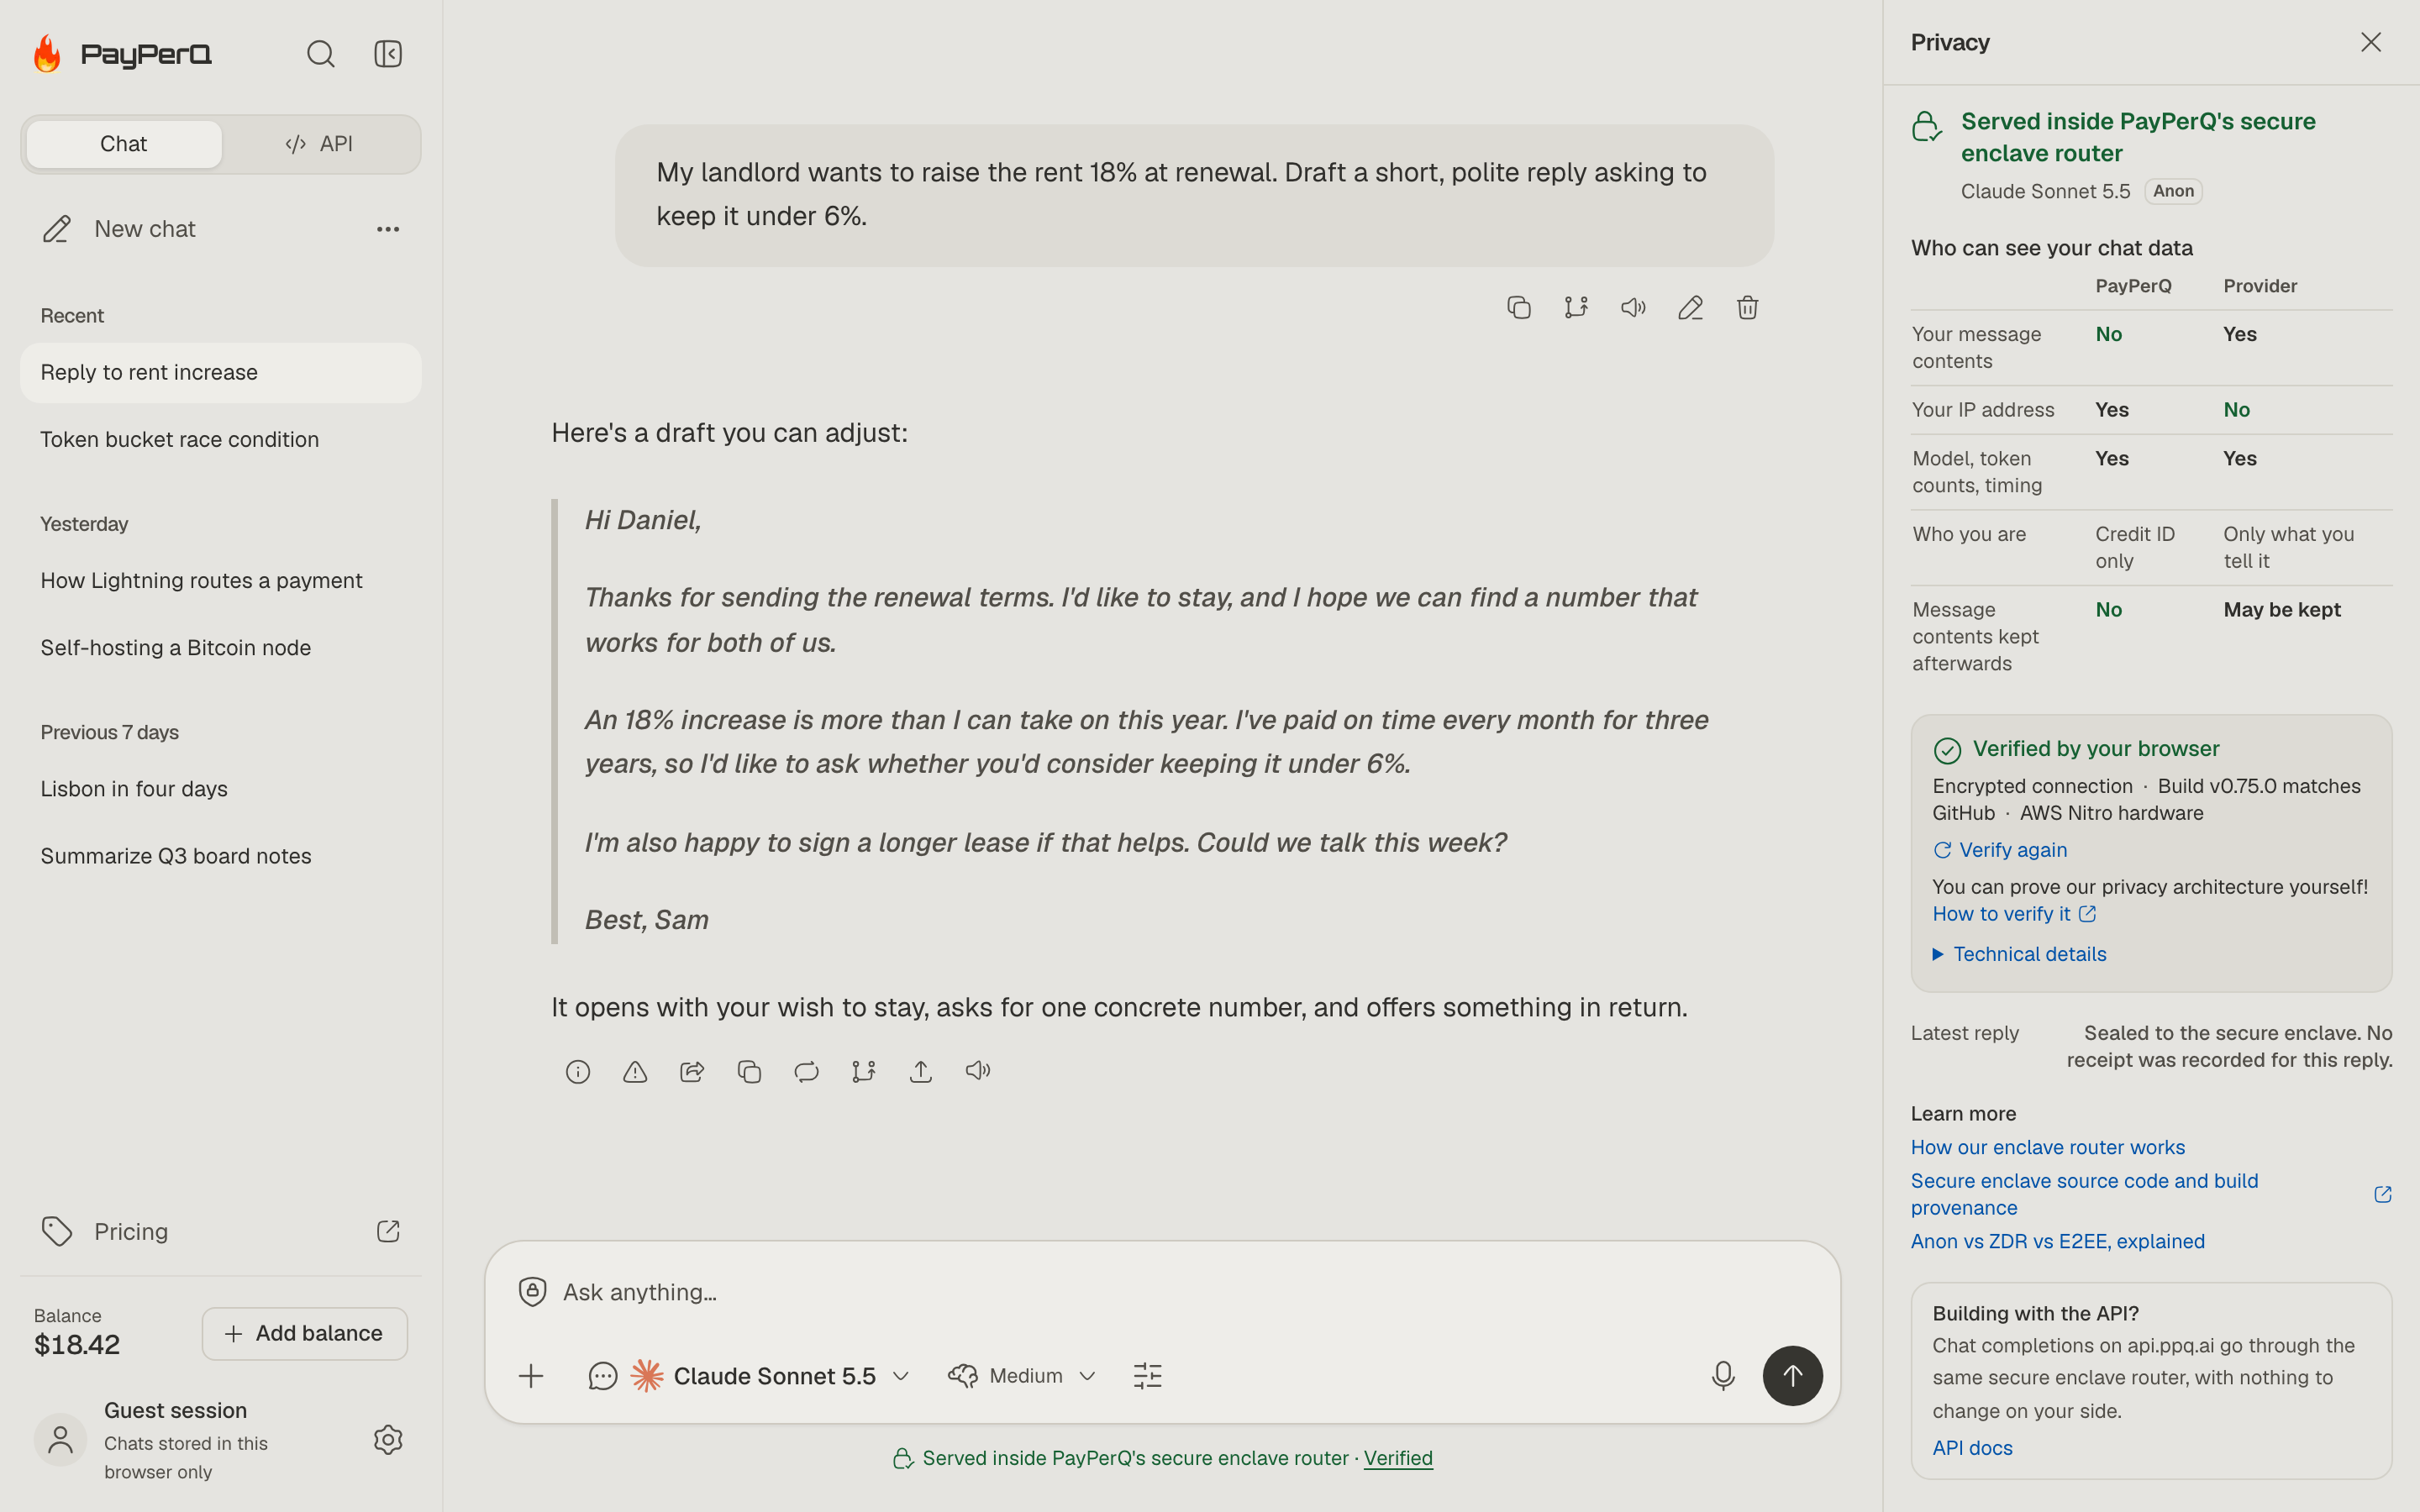 PayPerQ
Chat
API
New chat
Recent
Reply to rent increase
Token bucket race condition
Yesterday
How Lightning routes a payment
Self-hosting a Bitcoin node
Previous 7 days
Lisbon in four days
Summarize Q3 board notes
Pricing
Balance
$18.42
Add balance
Guest session
Chats stored in this
browser only
My landlord wants to raise the rent 18% at renewal. Draft a short, polite reply asking to
keep it under 6%.
Here's a draft you can adjust:
Hi Daniel,
Thanks for sending the renewal terms. I'd like to stay, and I hope we can find a number that
works for both of us.
An 18% increase is more than I can take on this year. I've paid on time every month for three
years, so I'd like to ask whether you'd consider keeping it under 6%.
I'm also happy to sign a longer lease if that helps. Could we talk this week?
Best, Sam
It opens with your wish to stay, asks for one concrete number, and offers something in return.
Ask anything...
Claude Sonnet 5.5
Medium
Served inside PayPerQ's secure enclave router · Verified
Privacy
Served inside PayPerQ's secure
enclave router
Claude Sonnet 5.5 Anon
Who can see your chat data
PayPerQ Provider
Your message No Yes
contents
Your IP address Yes No
Model, token Yes Yes
counts, timing
Who you are Credit ID Only what you
only tell it
Message No May be kept
contents kept
afterwards
Verified by your browser
Encrypted connection · Build v0.75.0 matches
GitHub · AWS Nitro hardware
Verify again
You can prove our privacy architecture yourself!
How to verify it
Technical details
Latest reply Sealed to the secure enclave. No
receipt was recorded for this reply.
Learn more
How our enclave router works
Secure enclave source code and build
provenance
Anon vs ZDR vs E2EE, explained
Building with the API?
Chat completions on api.ppq.ai go through the
same secure enclave router, with nothing to
change on your side.
API docs